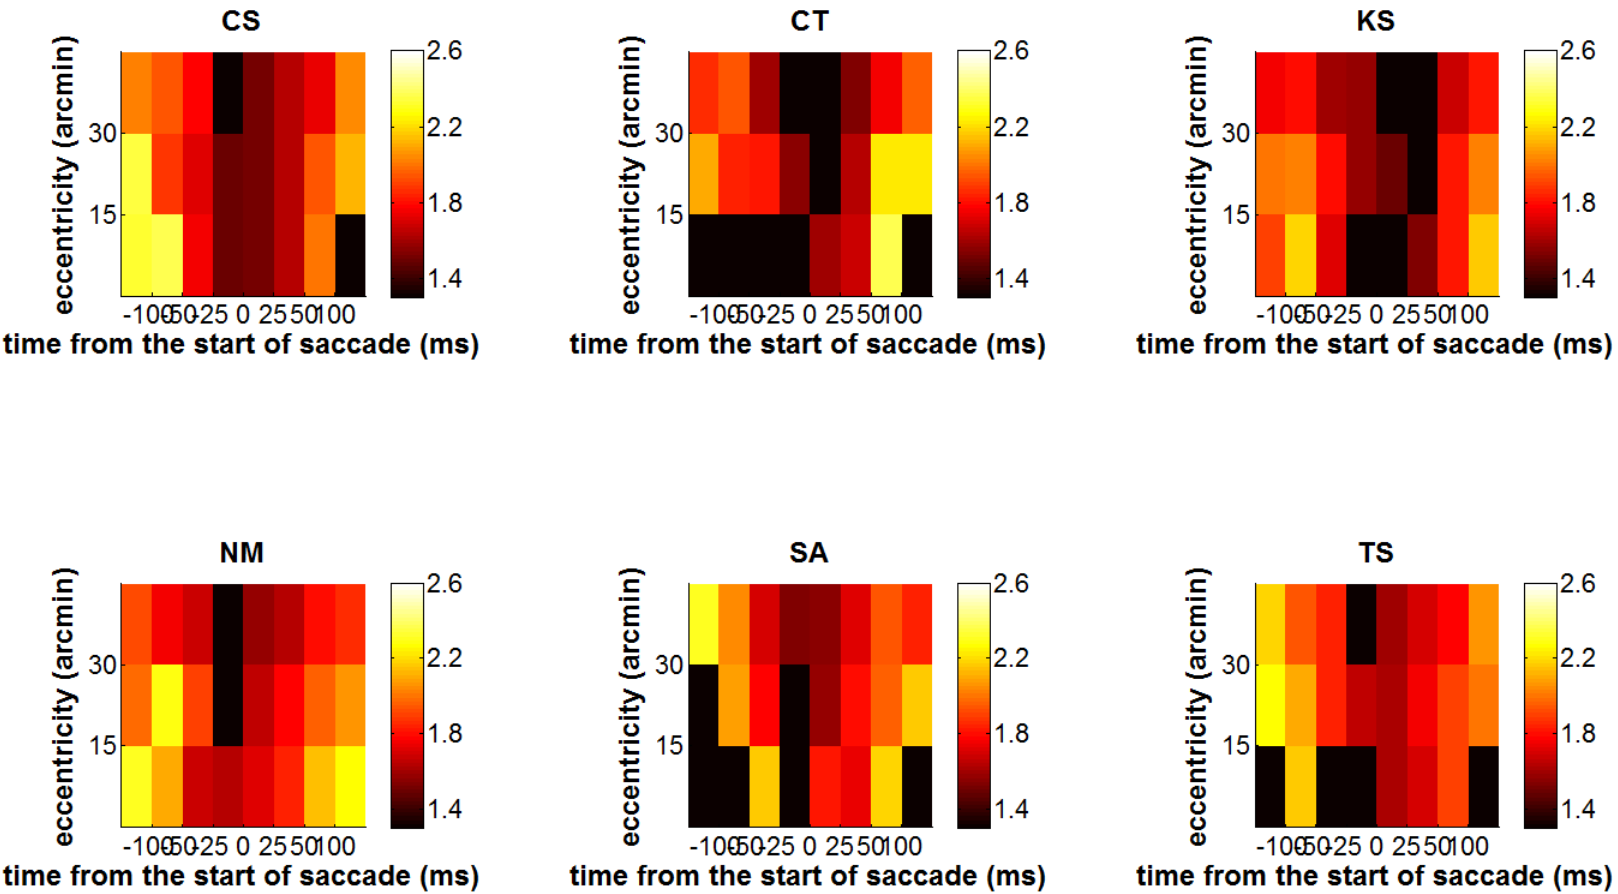 CS
eccentricity (arcmin)
30
15
-100 -50 -25 0 25 50 100
time from the start of saccade (ms)
2.6
2.2
1.8
1.4
CT
eccentricity (arcmin)
30
15
-100 -50 -25 0 25 50 100
time from the start of saccade (ms)
2.6
2.2
1.8
1.4
KS
eccentricity (arcmin)
30
15
-100 -50 -25 0 25 50 100
time from the start of saccade (ms)
2.6
2.2
1.8
1.4
NM
eccentricity (arcmin)
30
15
-100 -50 -25 0 25 50 100
time from the start of saccade (ms)
2.6
2.2
1.8
1.4
SA
eccentricity (arcmin)
30
15
-100 -50 -25 0 25 50 100
time from the start of saccade (ms)
2.6
2.2
1.8
1.4
TS
eccentricity (arcmin)
30
15
-100 -50 -25 0 25 50 100
time from the start of saccade (ms)
2.6
2.2
1.8
1.4